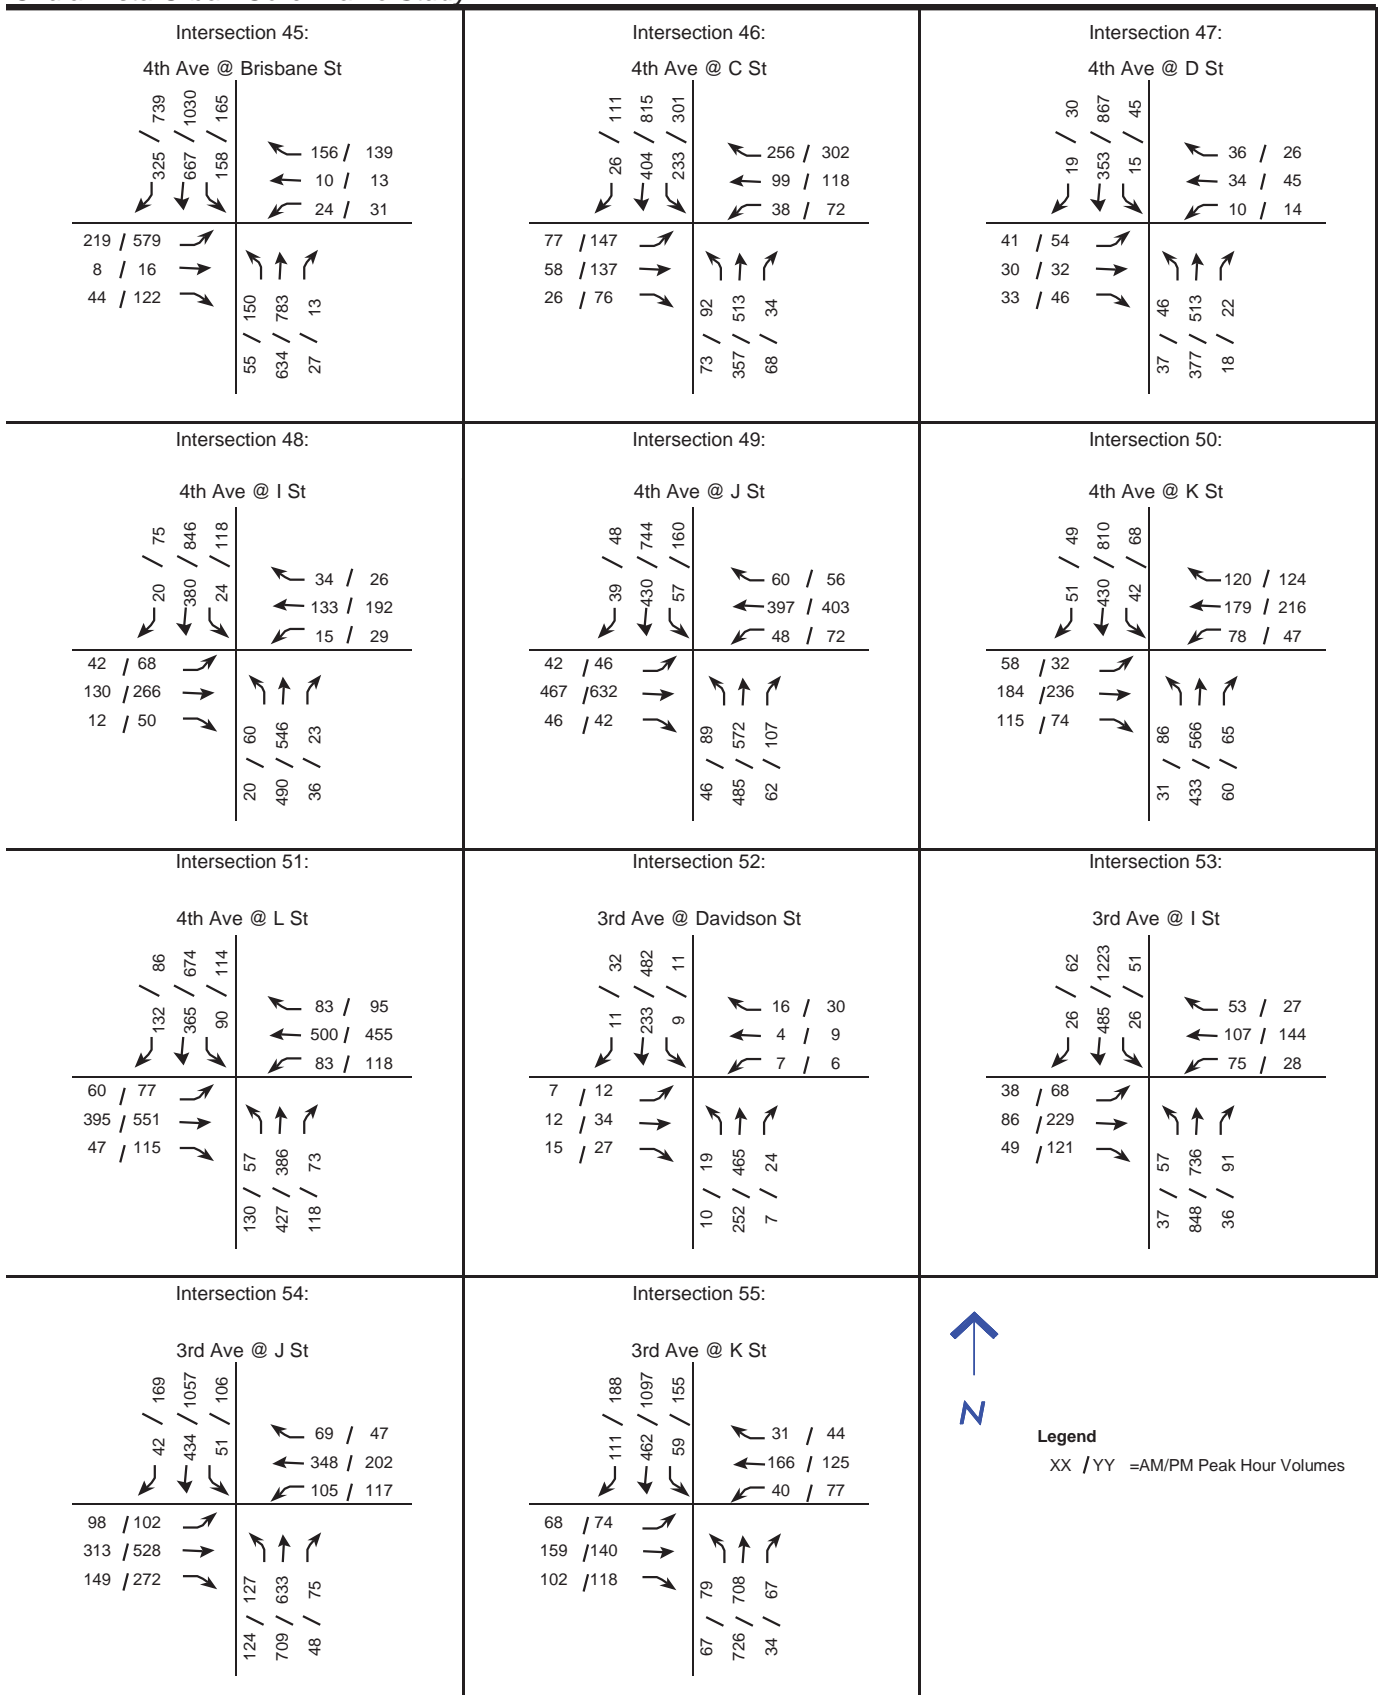 Intersection 45:
4th Ave @ Brisbane St
325 / 739
667 / 1030
158 / 165
156 / 139
10 / 13
24 / 31
219 / 579
8 / 16
44 / 122
55 / 150
634 / 783
27 / 13
Intersection 46:
4th Ave @ C St
26 / 111
404 / 815
233 / 301
256 / 302
99 / 118
38 / 72
77 / 147
58 / 137
26 / 76
73 / 92
357 / 513
68 / 34
Intersection 47:
4th Ave @ D St
19 / 30
353 / 867
15 / 45
36 / 26
34 / 45
10 / 14
41 / 54
30 / 32
33 / 46
37 / 46
377 / 513
18 / 22
Intersection 48:
4th Ave @ I St
20 / 75
380 / 846
24 / 118
34 / 26
133 / 192
15 / 29
42 / 68
130 / 266
12 / 50
20 / 60
490 / 546
36 / 23
Intersection 49:
4th Ave @ J St
39 / 48
430 / 744
57 / 160
60 / 56
397 / 403
48 / 72
42 / 46
467 / 632
46 / 42
46 / 89
485 / 572
62 / 107
Intersection 50:
4th Ave @ K St
51 / 49
430 / 810
42 / 68
120 / 124
179 / 216
78 / 47
58 / 32
184 / 236
115 / 74
31 / 86
433 / 566
60 / 65
Intersection 51:
4th Ave @ L St
132 / 86
365 / 674
90 / 114
83 / 95
500 / 455
83 / 118
60 / 77
395 / 551
47 / 115
130 / 57
427 / 386
118 / 73
Intersection 52:
3rd Ave @ Davidson St
11 / 32
233 / 482
9 / 11
16 / 30
4 / 9
7 / 6
7 / 12
12 / 34
15 / 27
10 / 19
252 / 465
7 / 24
Intersection 53:
3rd Ave @ I St
26 / 62
485 / 1223
26 / 51
53 / 27
107 / 144
75 / 28
38 / 68
86 / 229
49 / 121
37 / 57
848 / 736
36 / 91
Intersection 54:
3rd Ave @ J St
42 / 169
434 / 1057
51 / 106
69 / 47
348 / 202
105 / 117
98 / 102
313 / 528
149 / 272
124 / 127
709 / 633
48 / 75
Intersection 55:
3rd Ave @ K St
111 / 188
462 / 1097
59 / 155
31 / 44
166 / 125
40 / 77
68 / 74
159 / 140
102 / 118
67 / 79
726 / 708
34 / 67
N
Legend
XX / YY =AM/PM Peak Hour Volumes